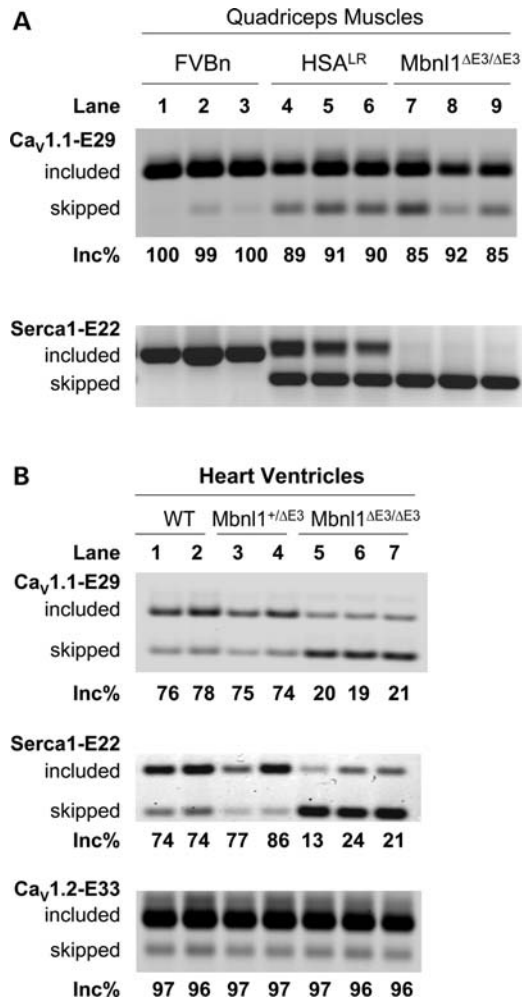 A
Quadriceps Muscles
FVBn HSA^LR Mbnl1^ΔE3/ΔE3
Lane 1 2 3 4 5 6 7 8 9
CaV1.1-E29
included
skipped
Inc% 100 99 100 89 91 90 85 92 85
Serca1-E22
included
skipped
B
Heart Ventricles
WT Mbnl1^+/ΔE3 Mbnl1^ΔE3/ΔE3
Lane 1 2 3 4 5 6 7
CaV1.1-E29
included
skipped
Inc% 76 78 75 74 20 19 21
Serca1-E22
included
skipped
Inc% 74 74 77 86 13 24 21
CaV1.2-E33
included
skipped
Inc% 97 96 97 97 97 96 96